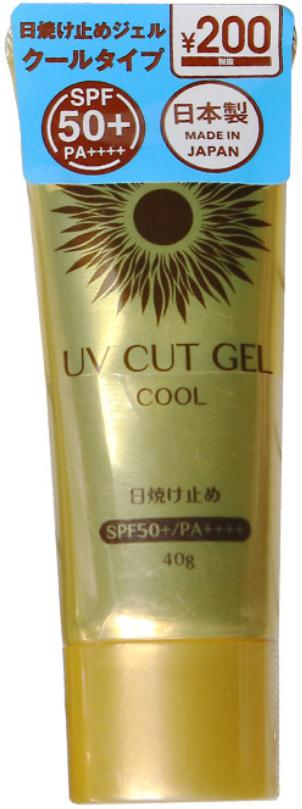 日焼け止めジェル
クールタイプ
¥200
税抜
SPF
50+
PA++++
日本製
MADE IN
JAPAN
UV CUT GEL
COOL
日焼け止め
SPF50+/PA++++
40g